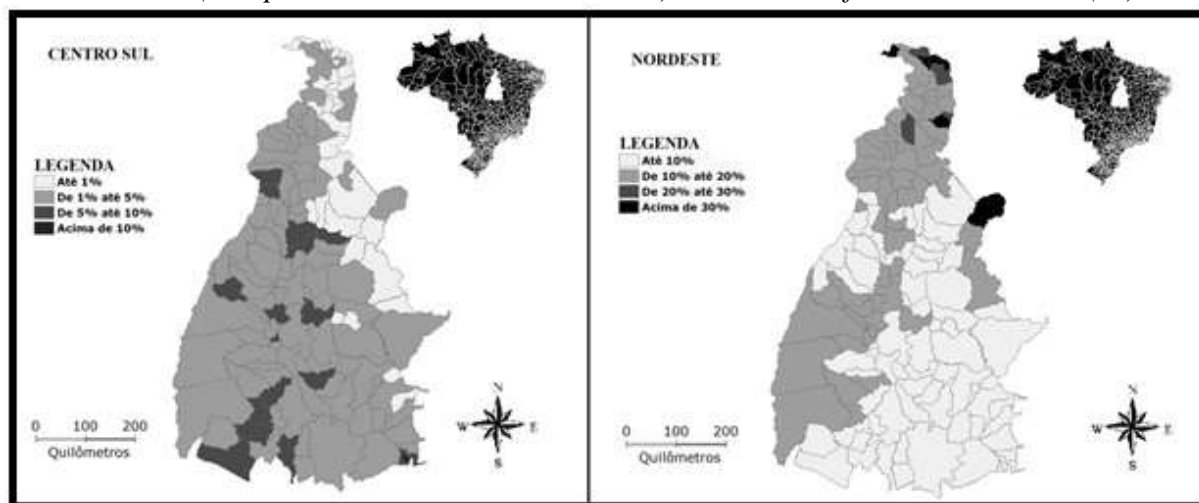 CENTRO SUL
LEGENDA
Até 1%
De 1% até 5%
De 5% até 10%
Acima de 10%
0 100 200
Quilômetros
N
W E
S
NORDESTE
LEGENDA
Até 10%
De 10% até 20%
De 20% até 30%
Acima de 30%
0 100 200
Quilômetros
N
W E
S